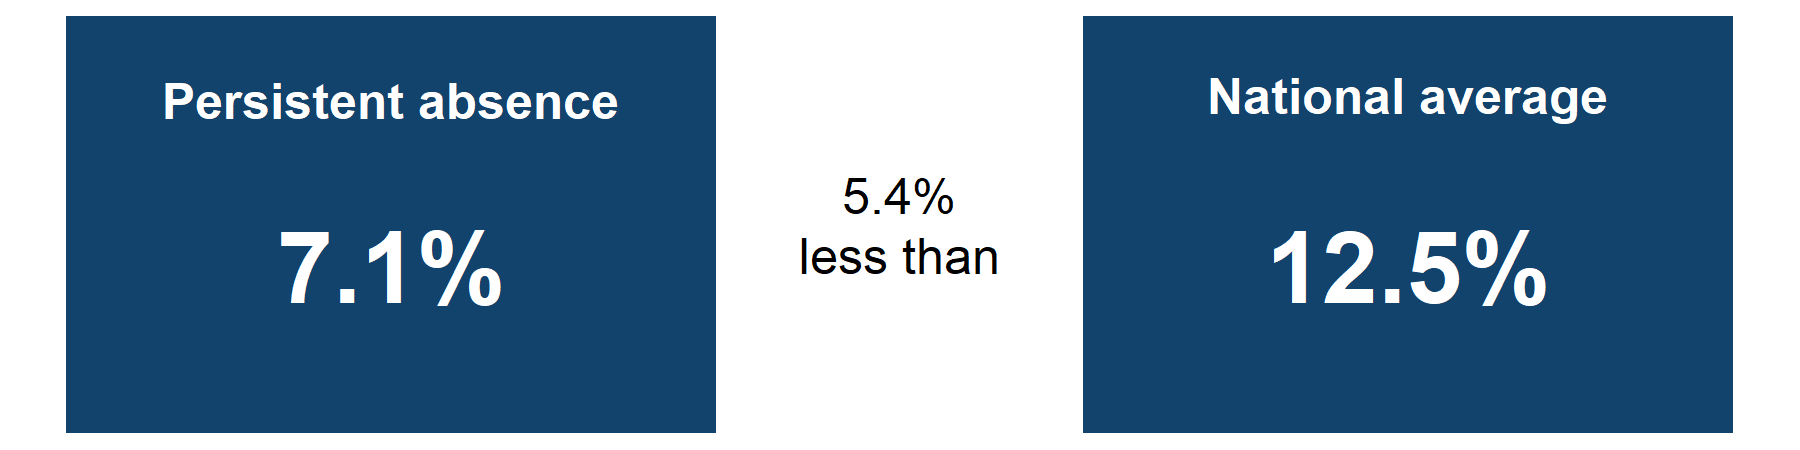 Persistent absence
7.1%
5.4%
less than
National average
12.5%